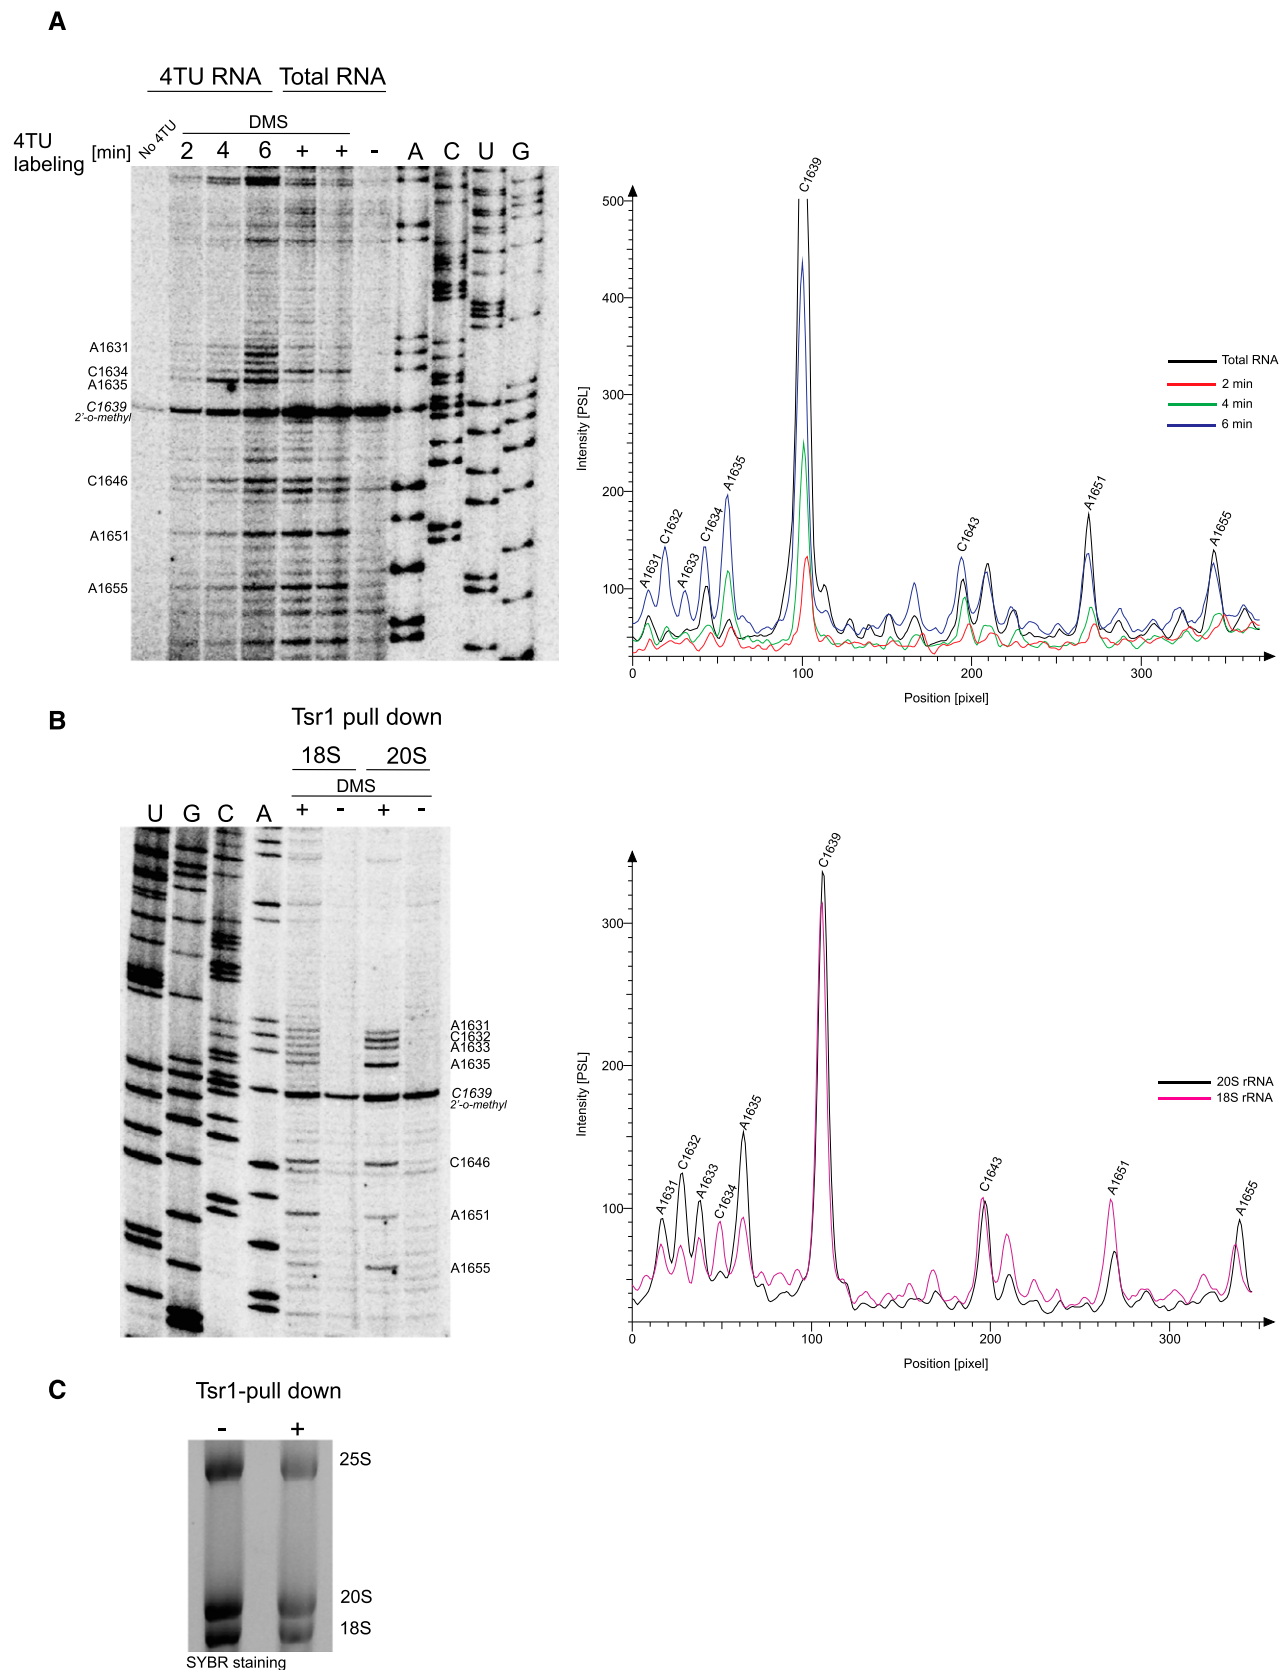 A
4TU RNA Total RNA
DMS
4TU labeling [min] No 4TU 2 4 6 + + - A C U G
A1631
C1634
A1635
C1639
2'-o-methyl
C1646
A1651
A1655
Intensity [PSL]
500
400
300
200
100
A1631 C1632 A1633 C1634 A1635 C1639 C1643 A1651 A1655
Total RNA
2 min
4 min
6 min
0 100 200 300
Position [pixel]
B
Tsr1 pull down
18S 20S
DMS
U G C A + - + -
A1631
C1632
A1633
A1635
C1639
2'-o-methyl
C1646
A1651
A1655
Intensity [PSL]
300
200
100
A1631 C1632 A1633 C1634 A1635 C1639 C1643 A1651 A1655
20S rRNA
18S rRNA
0 100 200 300
Position [pixel]
C
Tsr1-pull down
- +
25S
20S
18S
SYBR staining